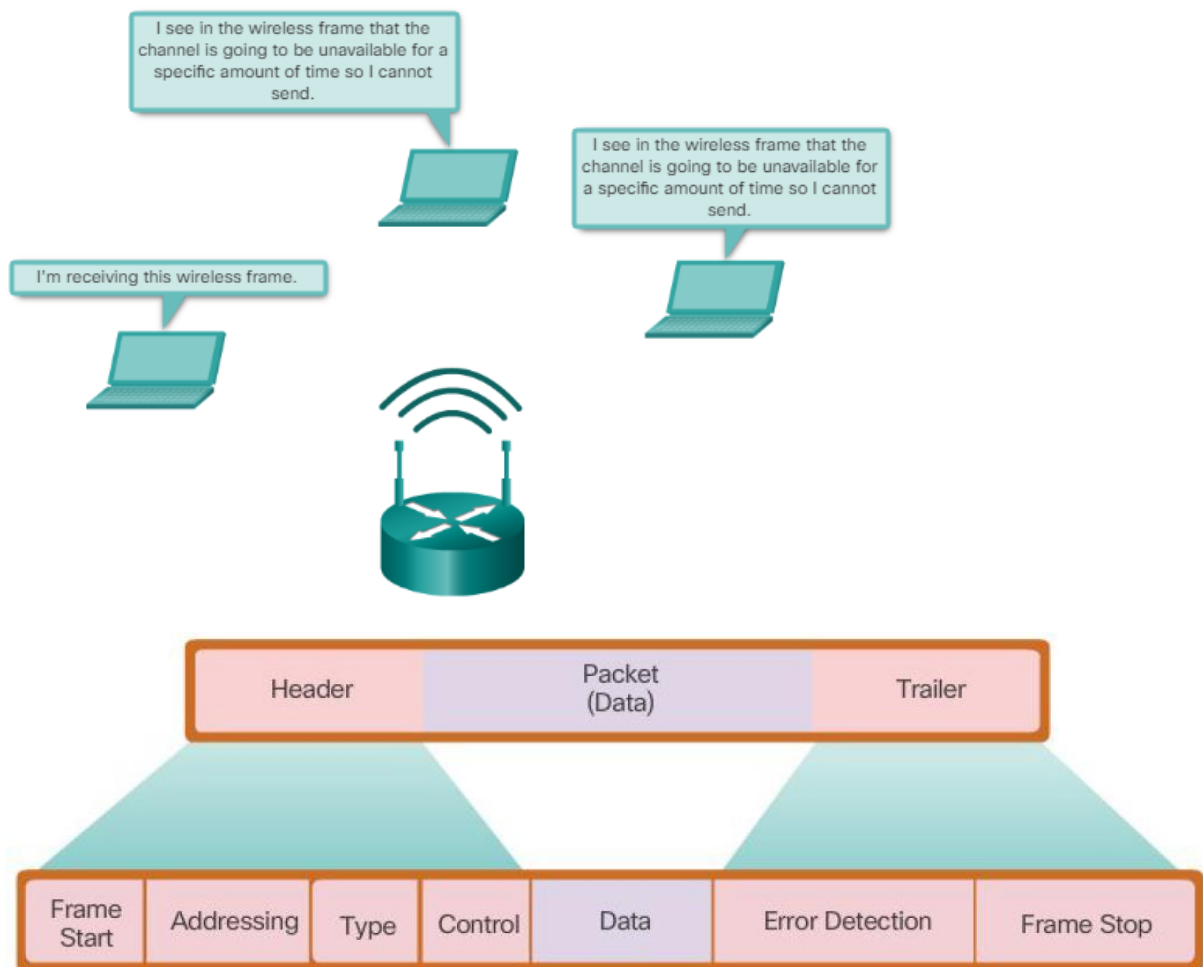 I see in the wireless frame that the
channel is going to be unavailable for a
specific amount of time so I cannot
send.
I see in the wireless frame that the
channel is going to be unavailable for
a specific amount of time so I cannot
send.
I'm receiving this wireless frame.
Header
Packet
(Data)
Trailer
Frame
Start
Addressing
Type
Control
Data
Error Detection
Frame Stop